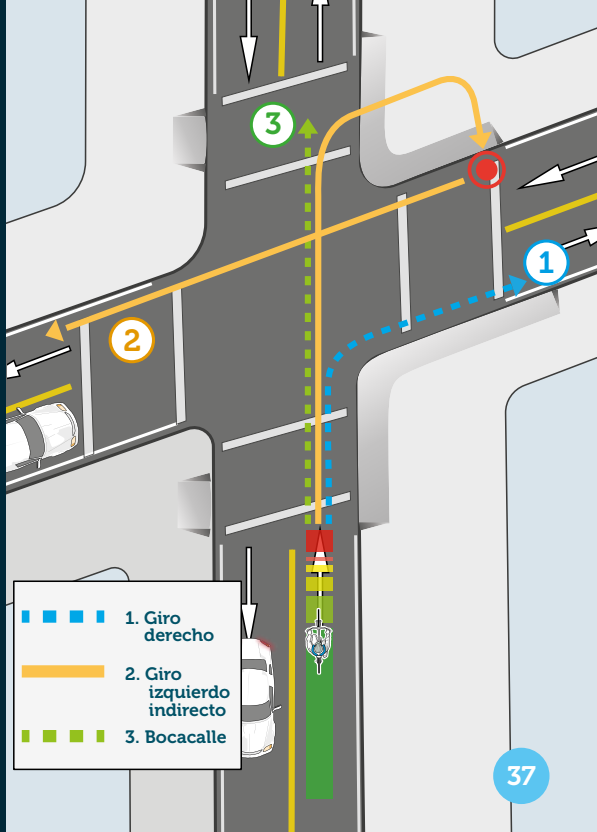 3
1
2
1. Giro
derecho
2. Giro
izquierdo
indirecto
3. Bocacalle
37